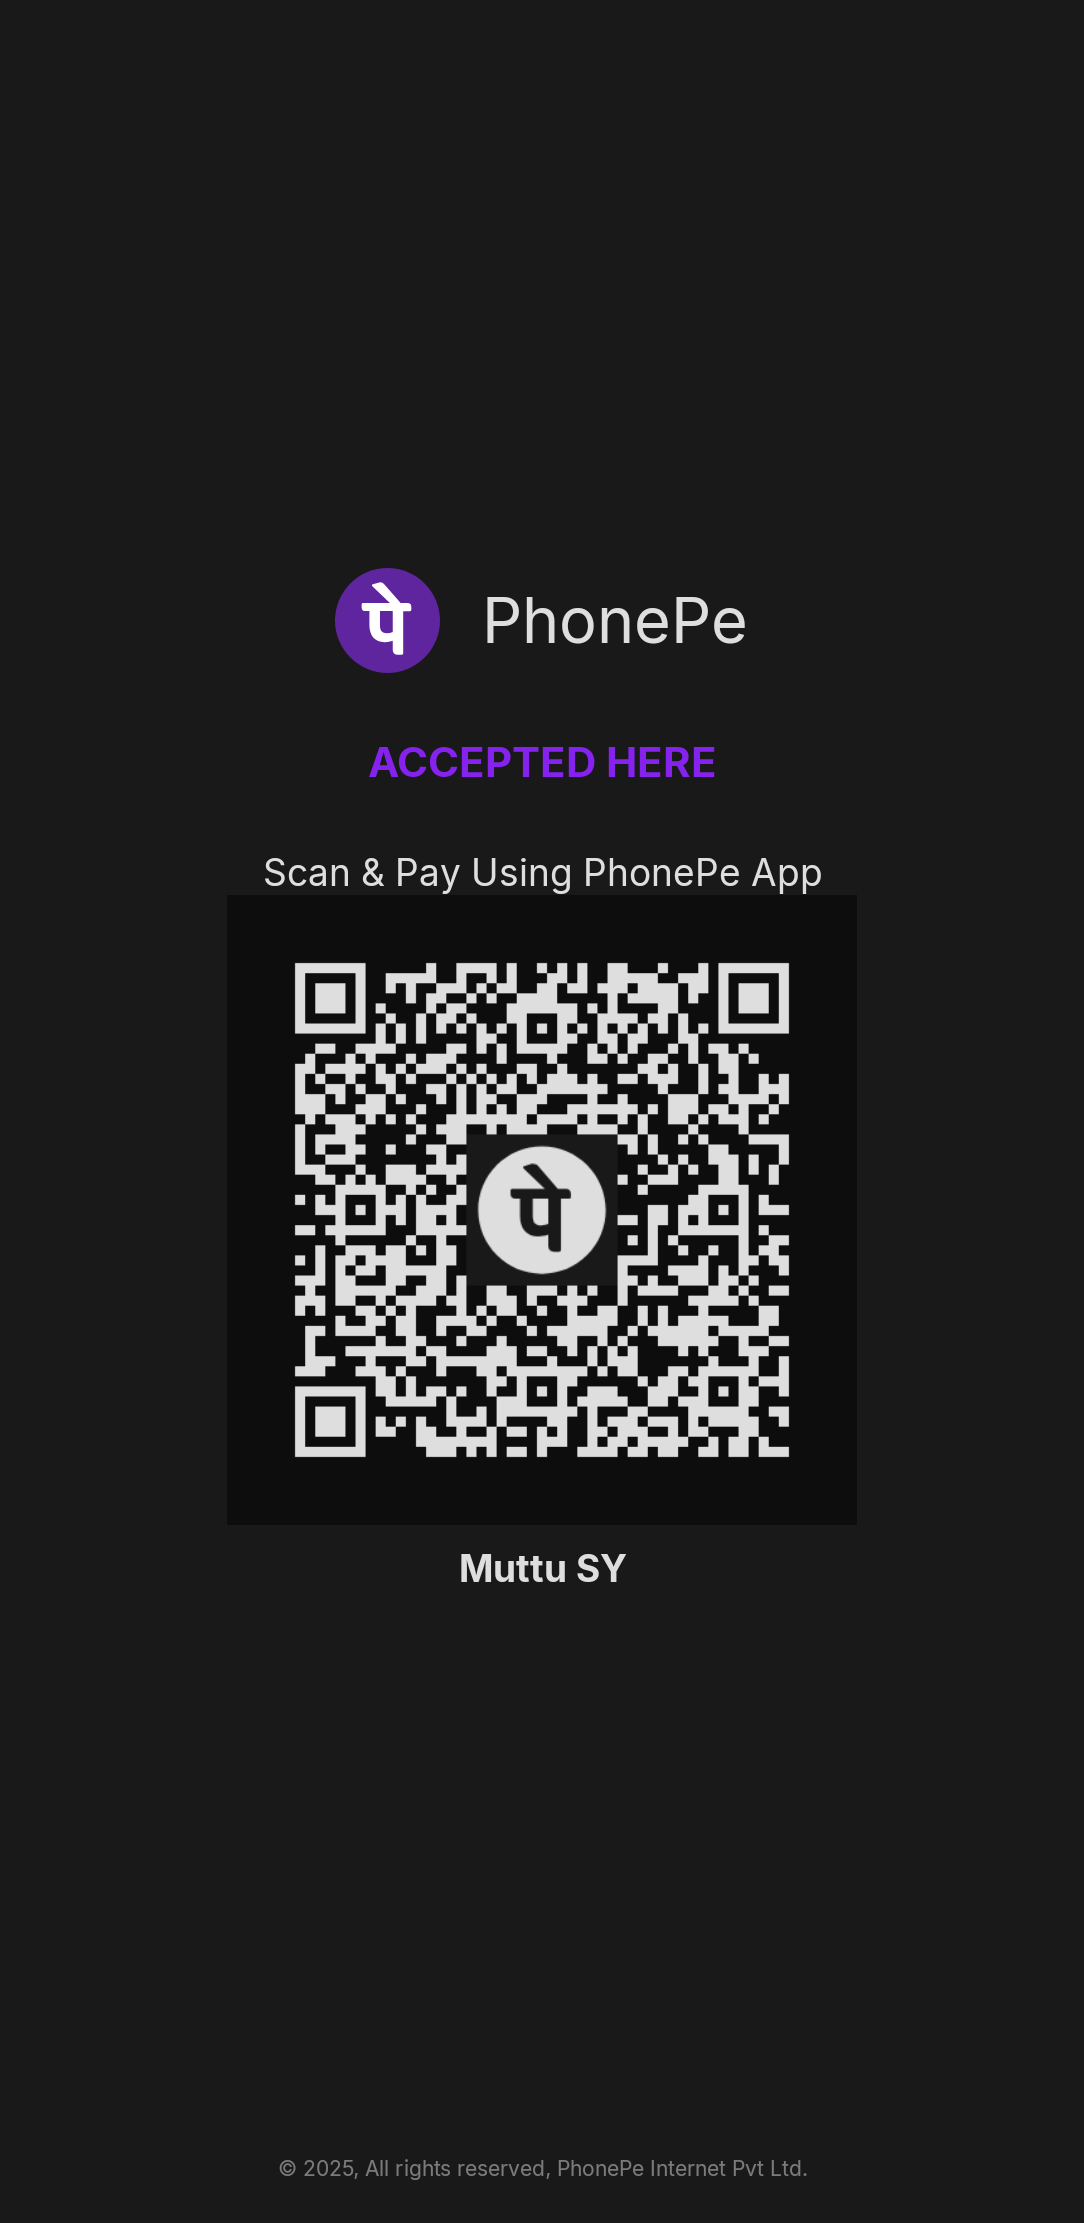 पे PhonePe
ACCEPTED HERE
Scan & Pay Using PhonePe App
पे
Muttu SY
© 2025, All rights reserved, PhonePe Internet Pvt Ltd.